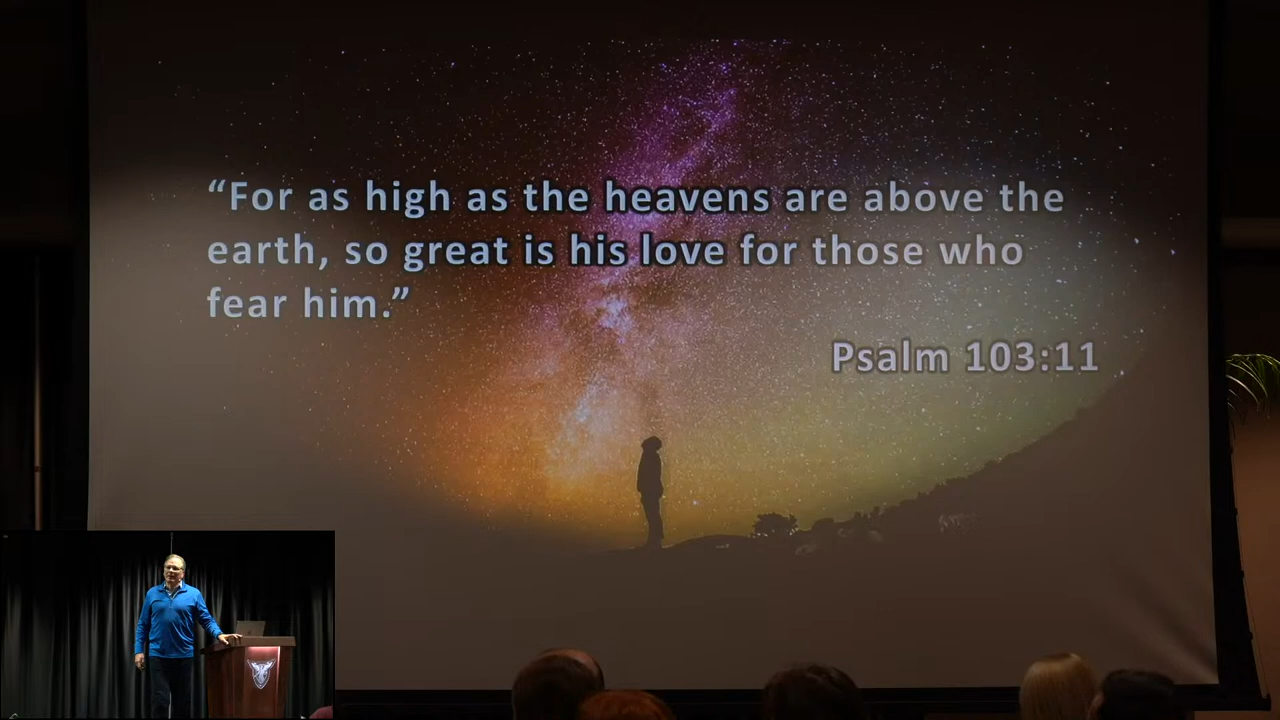 “For as high as the heavens are above the
earth, so great is his love for those who
fear him.”
Psalm 103:11